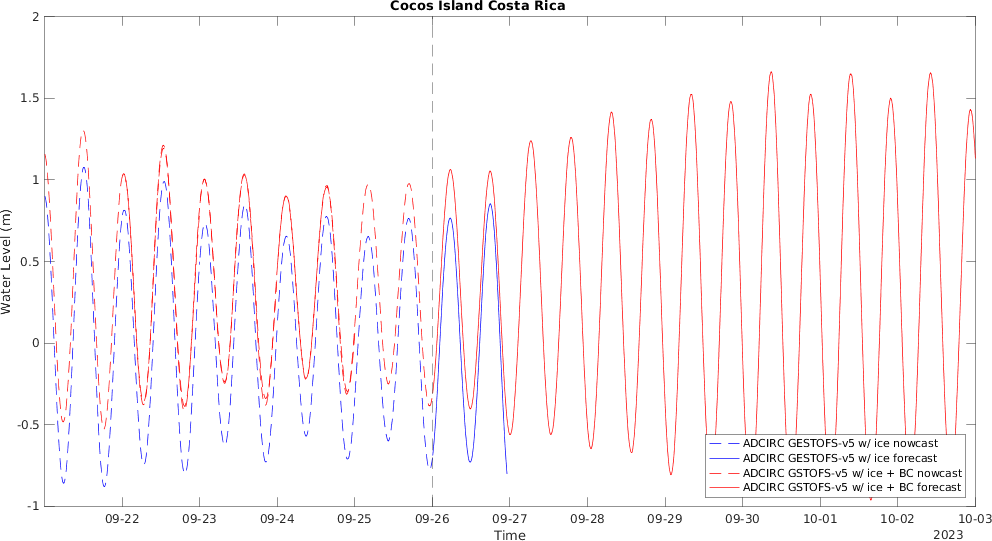 Cocos Island Costa Rica
2
1.5
1
0.5
0
-0.5
-1
Water Level (m)
ADCIRC GESTOFS-v5 w/ ice nowcast
ADCIRC GESTOFS-v5 w/ ice forecast
ADCIRC GSTOFS-v5 w/ ice + BC nowcast
ADCIRC GSTOFS-v5 w/ ice + BC forecast
09-22 09-23 09-24 09-25 09-26 09-27 09-28 09-29 09-30 10-01 10-02 10-03
Time
2023